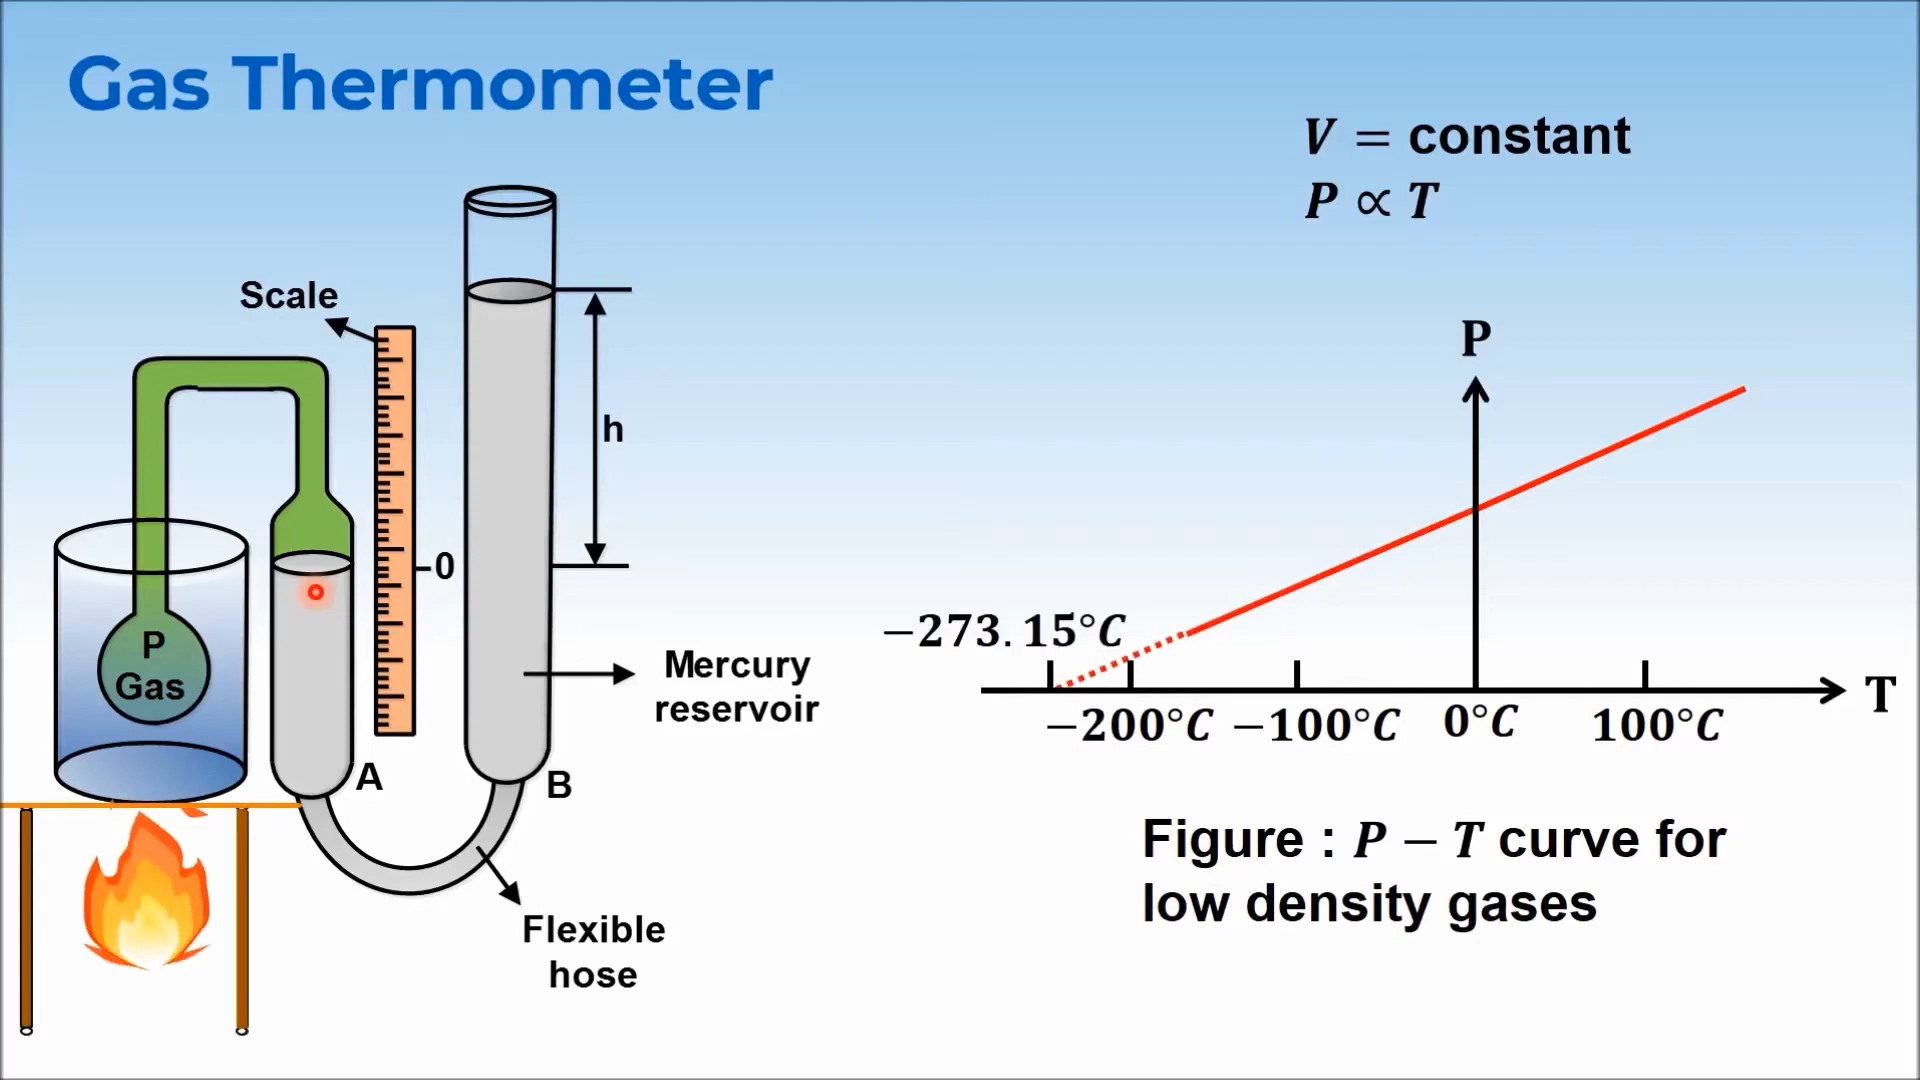 Gas Thermometer
V = constant
P ∝ T
Scale
h
-0
P
Gas
A
B
Mercury
reservoir
Flexible
hose
P
−273.15°C
T
−200°C −100°C 0°C 100°C
Figure : P − T curve for
low density gases